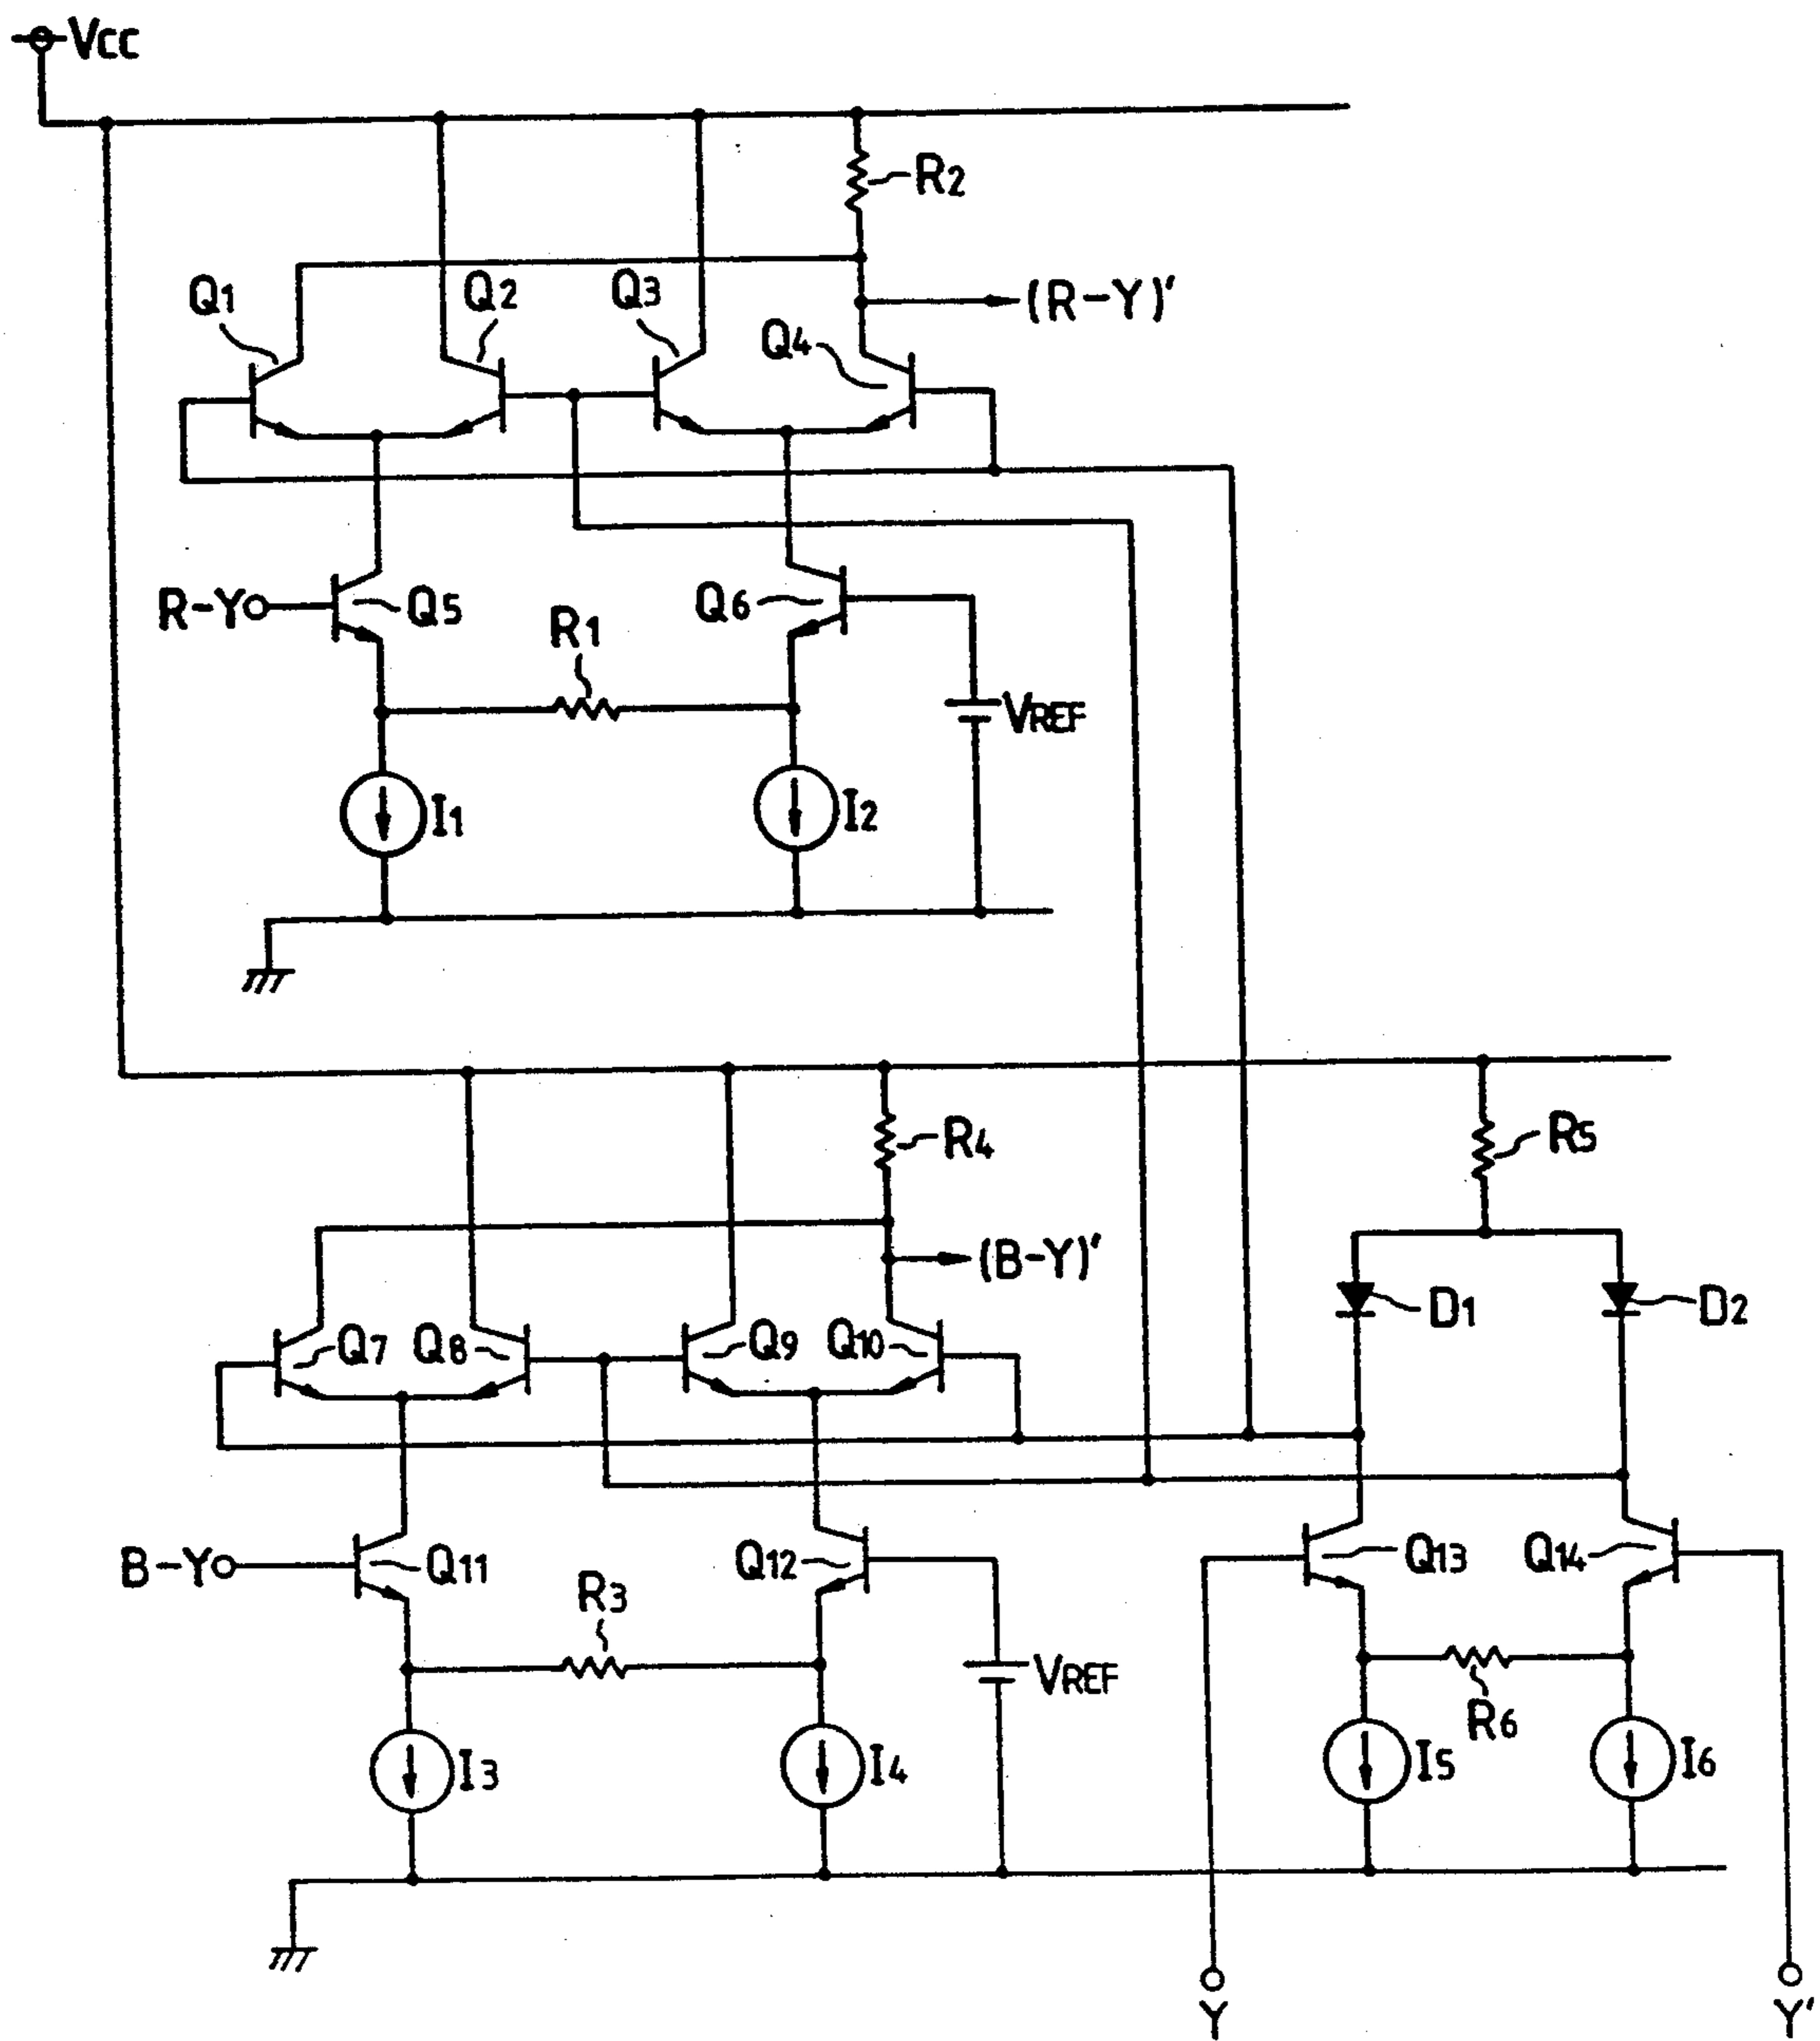 VCC
R2
Q1
Q2
Q3
(R-Y)'
Q4
R-Y
Q5
R1
Q6
VREF
I1
I2
R4
R5
(B-Y)'
D1
D2
Q7
Q8
Q9
Q10
B-Y
Q11
R3
Q12
Q13
Q14
VREF
R6
I3
I4
I5
I6
Y
Y'